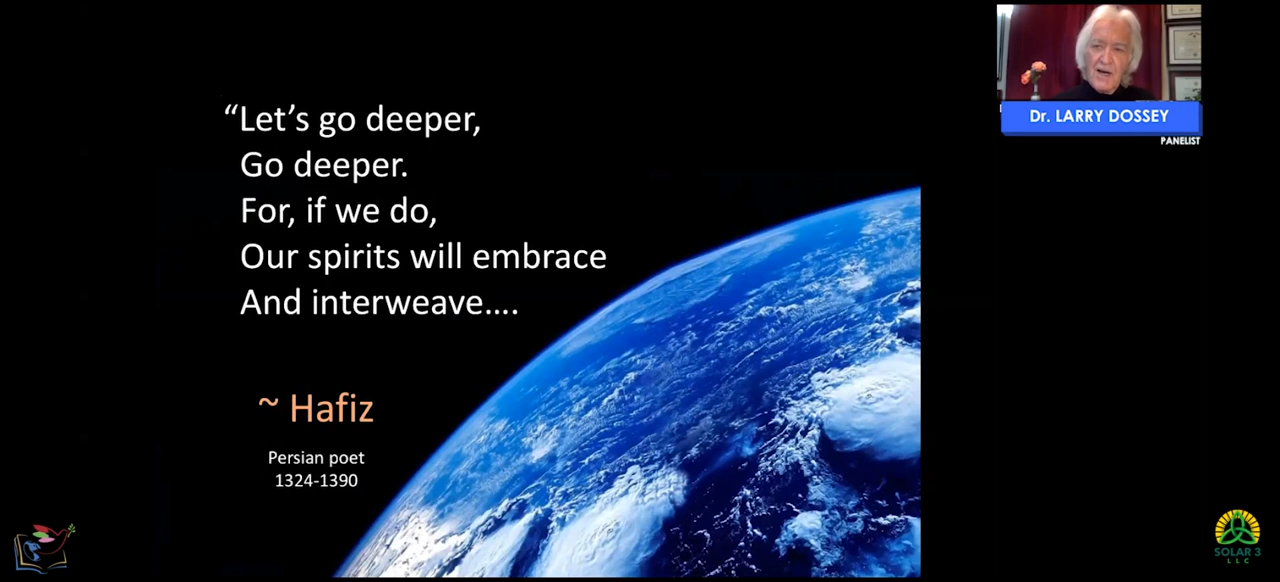 “Let’s go deeper,
Go deeper.
For, if we do,
Our spirits will embrace
And interweave….
~ Hafiz
Persian poet
1324-1390
Dr. LARRY DOSSEY
PANELIST
SOLAR 3
LLC